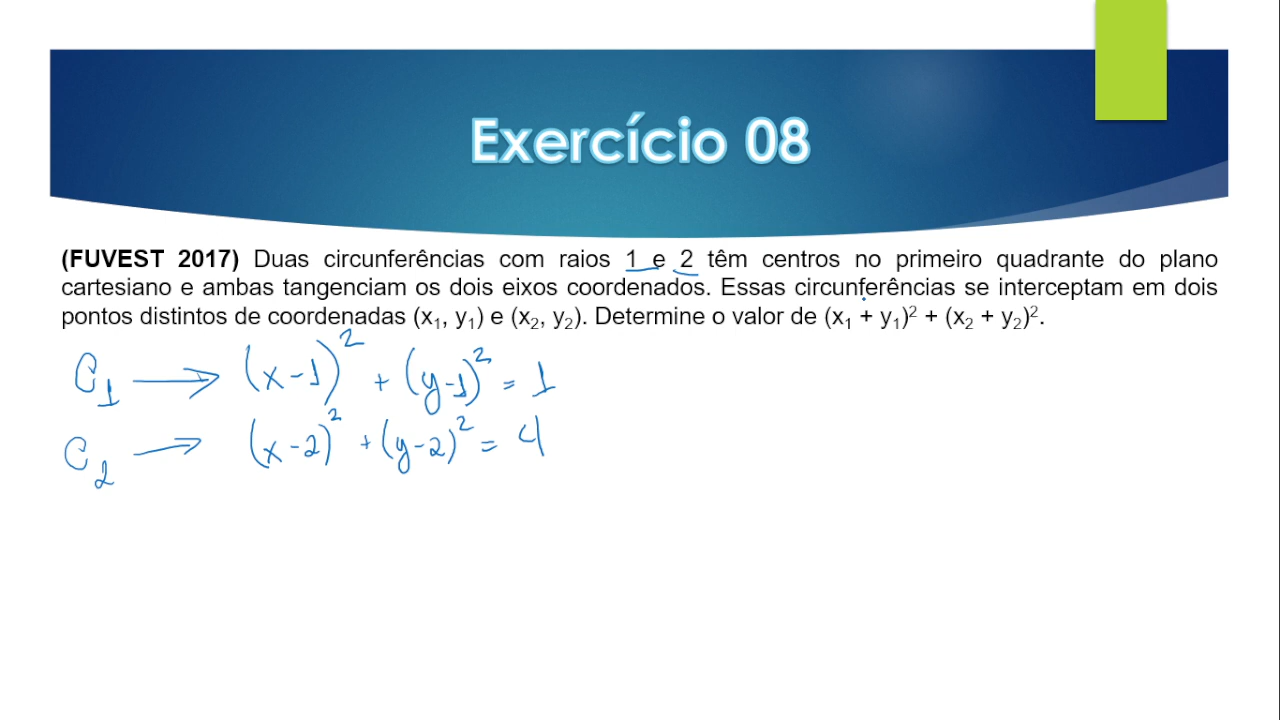 Exercício 08
(FUVEST 2017) Duas circunferências com raios 1 e 2 têm centros no primeiro quadrante do plano
cartesiano e ambas tangenciam os dois eixos coordenados. Essas circunferências se interceptam em dois
pontos distintos de coordenadas (x₁, y₁) e (x₂, y₂). Determine o valor de (x₁ + y₁)² + (x₂ + y₂)².
C₁ → (x-1)² + (y-1)² = 1
C₂ → (x-2)² + (y-2)² = 4